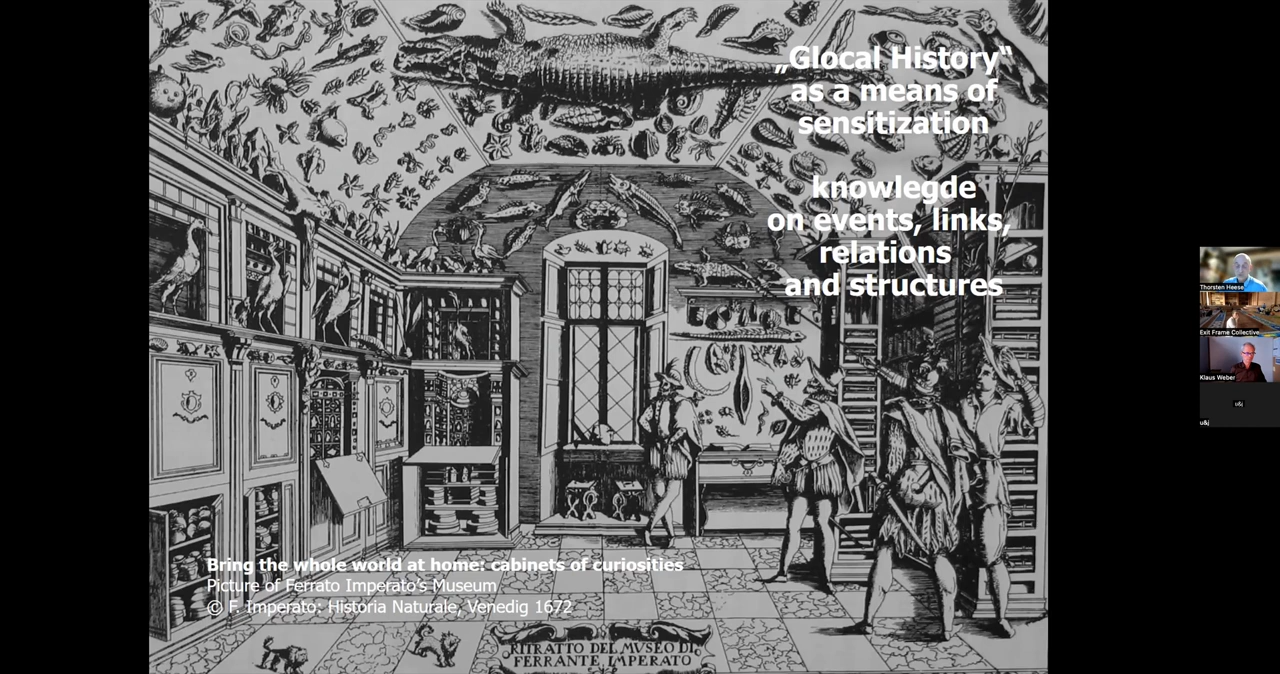 „Glocal History“
as a means of
sensitization
knowlegde
on events, links,
relations
and structures
Bring the whole world at home: cabinets of curiosities
Picture of Ferrato Imperato's Museum
© F. Imperato: Historia Naturale, Venedig 1672
RITRATTO DEL MVSEO DI
FERRANTE IMPERATO
Thorsten Heese
Exit Frame Collective
Klaus Weber
u&j
u&j